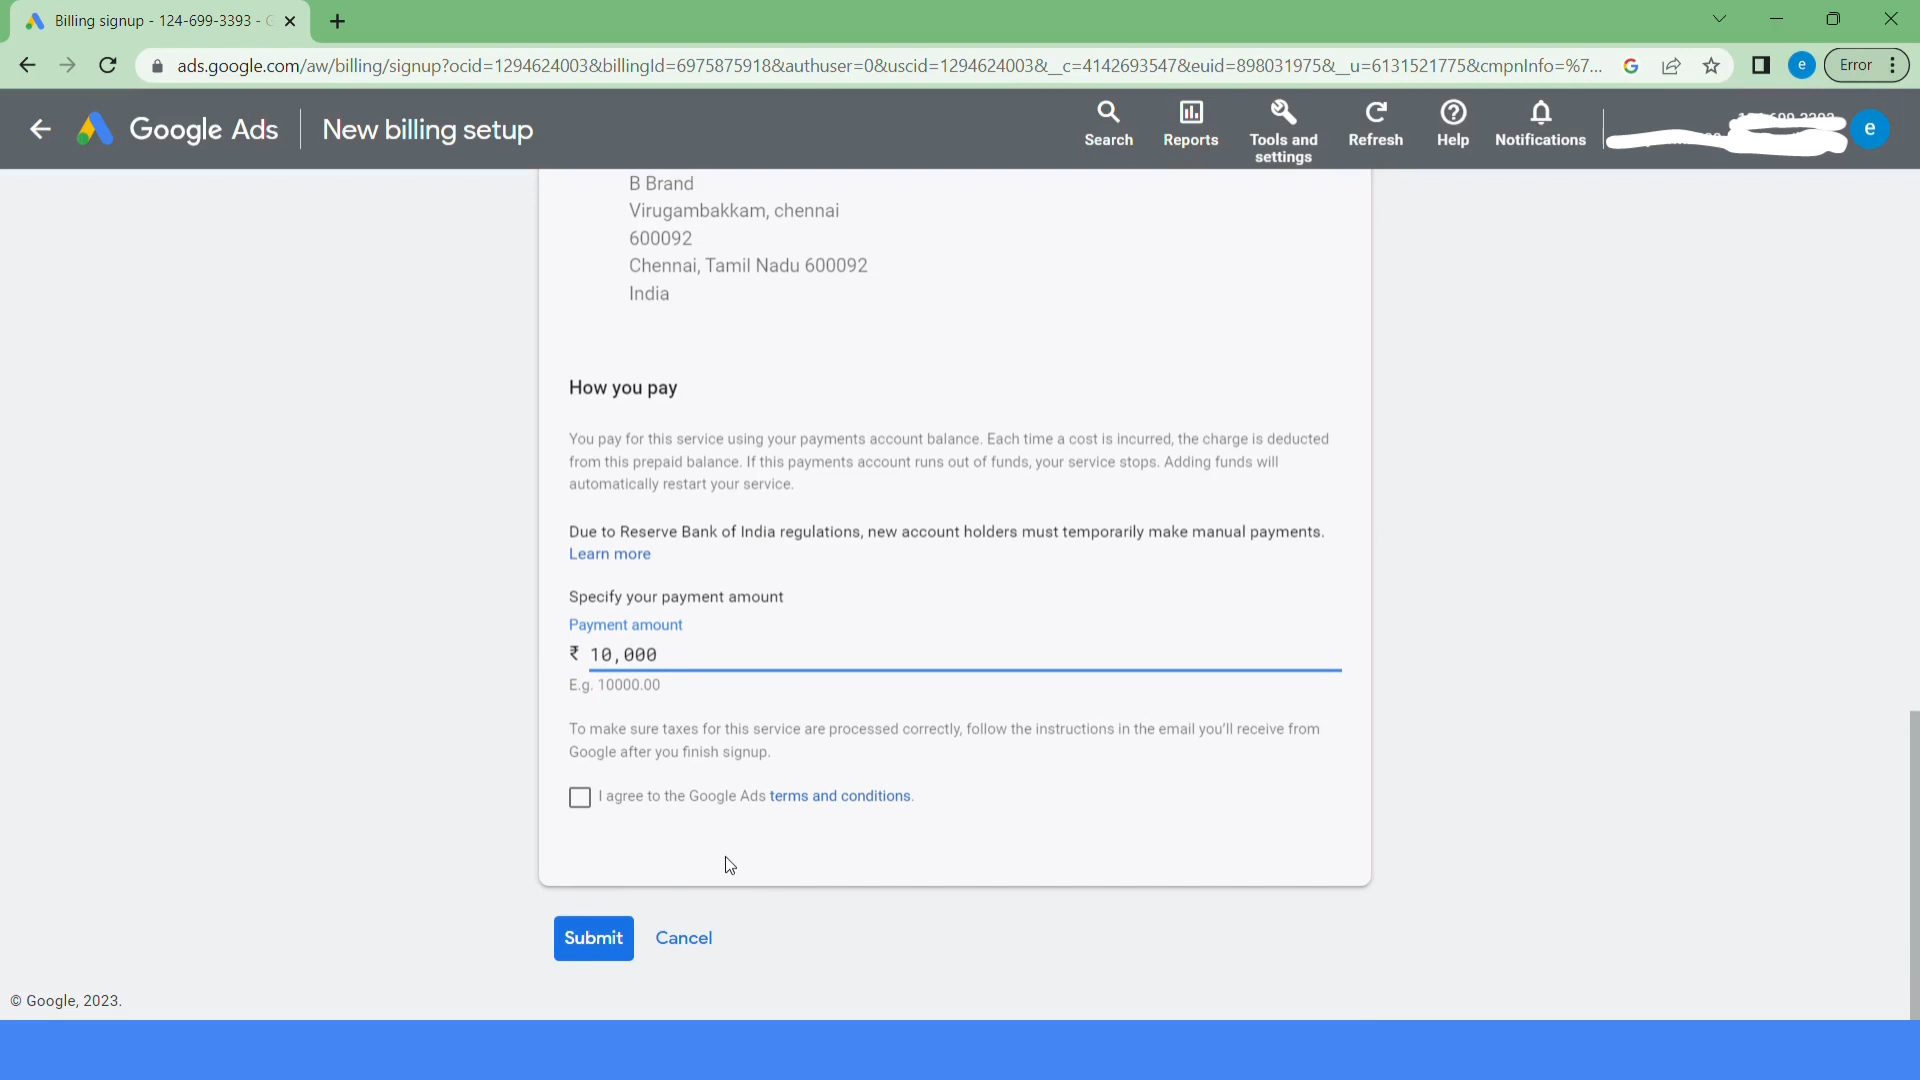 Billing signup - 124-699-3393 -
ads.google.com/aw/billing/signup?ocid=1294624003&billingId=6975875918&authuser=0&uscid=1294624003&__c=4142693547&euid=898031975&__u=6131521775&cmpnInfo=%7...
e
Error
Google Ads
New billing setup
Search
Reports
Tools and
settings
Refresh
Help
Notifications
e
B Brand
Virugambakkam, chennai
600092
Chennai, Tamil Nadu 600092
India
How you pay
You pay for this service using your payments account balance. Each time a cost is incurred, the charge is deducted
from this prepaid balance. If this payments account runs out of funds, your service stops. Adding funds will
automatically restart your service.
Due to Reserve Bank of India regulations, new account holders must temporarily make manual payments.
Learn more
Specify your payment amount
Payment amount
₹ 10,000
E.g. 10000.00
To make sure taxes for this service are processed correctly, follow the instructions in the email you'll receive from
Google after you finish signup.
I agree to the Google Ads terms and conditions.
Submit
Cancel
© Google, 2023.